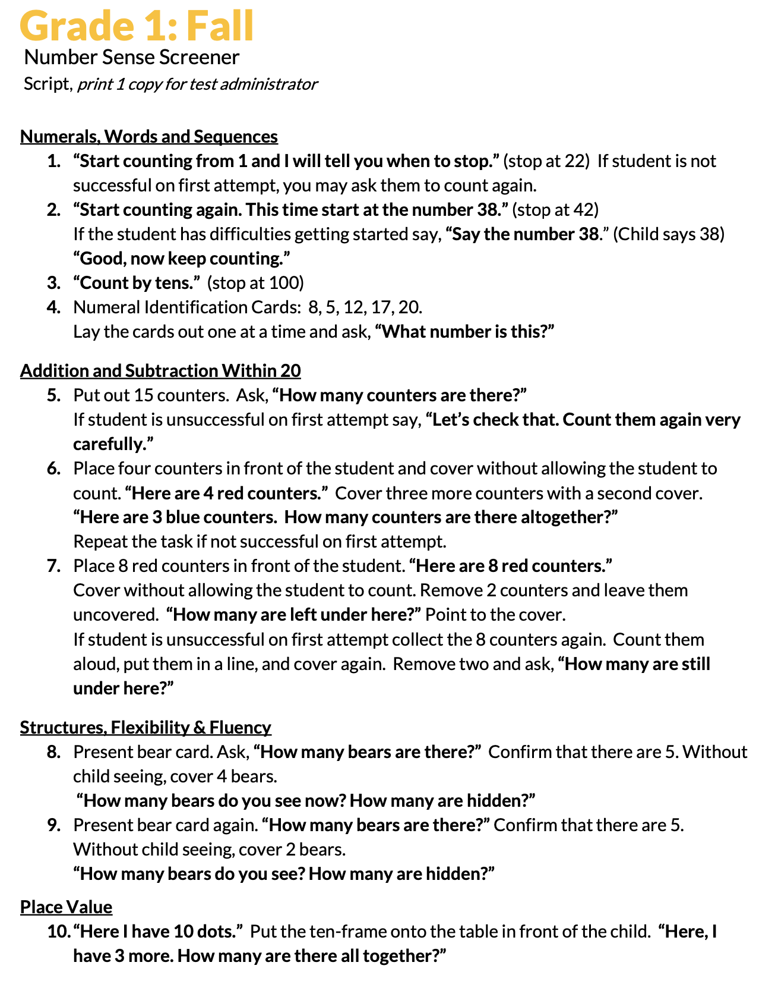 Grade 1: Fall
Number Sense Screener
Script, print 1 copy for test administrator
Numerals, Words and Sequences
1. “Start counting from 1 and I will tell you when to stop.” (stop at 22)  If student is not
successful on first attempt, you may ask them to count again.
2. “Start counting again. This time start at the number 38.” (stop at 42)
If the student has difficulties getting started say, “Say the number 38.” (Child says 38)
“Good, now keep counting.”
3. “Count by tens.”  (stop at 100)
4. Numeral Identification Cards:  8, 5, 12, 17, 20.
Lay the cards out one at a time and ask, “What number is this?”
Addition and Subtraction Within 20
5. Put out 15 counters.  Ask, “How many counters are there?”
If student is unsuccessful on first attempt say, “Let’s check that. Count them again very
carefully.”
6. Place four counters in front of the student and cover without allowing the student to
count. “Here are 4 red counters.”  Cover three more counters with a second cover.
“Here are 3 blue counters.  How many counters are there altogether?”
Repeat the task if not successful on first attempt.
7. Place 8 red counters in front of the student. “Here are 8 red counters.”
Cover without allowing the student to count. Remove 2 counters and leave them
uncovered.  “How many are left under here?” Point to the cover.
If student is unsuccessful on first attempt collect the 8 counters again.  Count them
aloud, put them in a line, and cover again.  Remove two and ask, “How many are still
under here?”
Structures, Flexibility & Fluency
8. Present bear card. Ask, “How many bears are there?”  Confirm that there are 5. Without
child seeing, cover 4 bears.
“How many bears do you see now? How many are hidden?”
9. Present bear card again. “How many bears are there?” Confirm that there are 5.
Without child seeing, cover 2 bears.
“How many bears do you see? How many are hidden?”
Place Value
10. “Here I have 10 dots.”  Put the ten-frame onto the table in front of the child.  “Here, I
have 3 more. How many are there all together?”